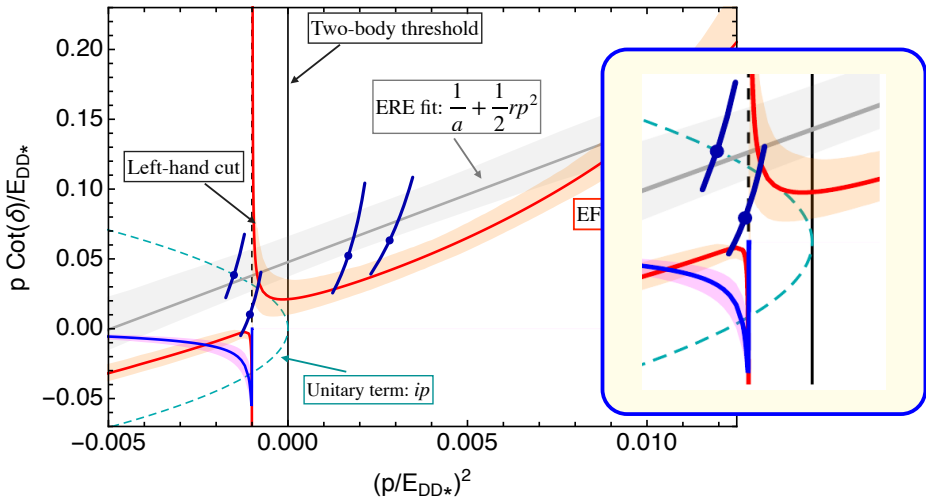 Two-body threshold
ERE fit: 1/a + 1/2 rp²
Left-hand cut
EF
Unitary term: ip
p Cot(δ)/E_DD*
0.20
0.15
0.10
0.05
0.00
-0.05
-0.005
0.000
0.005
0.010
(p/E_DD*)²